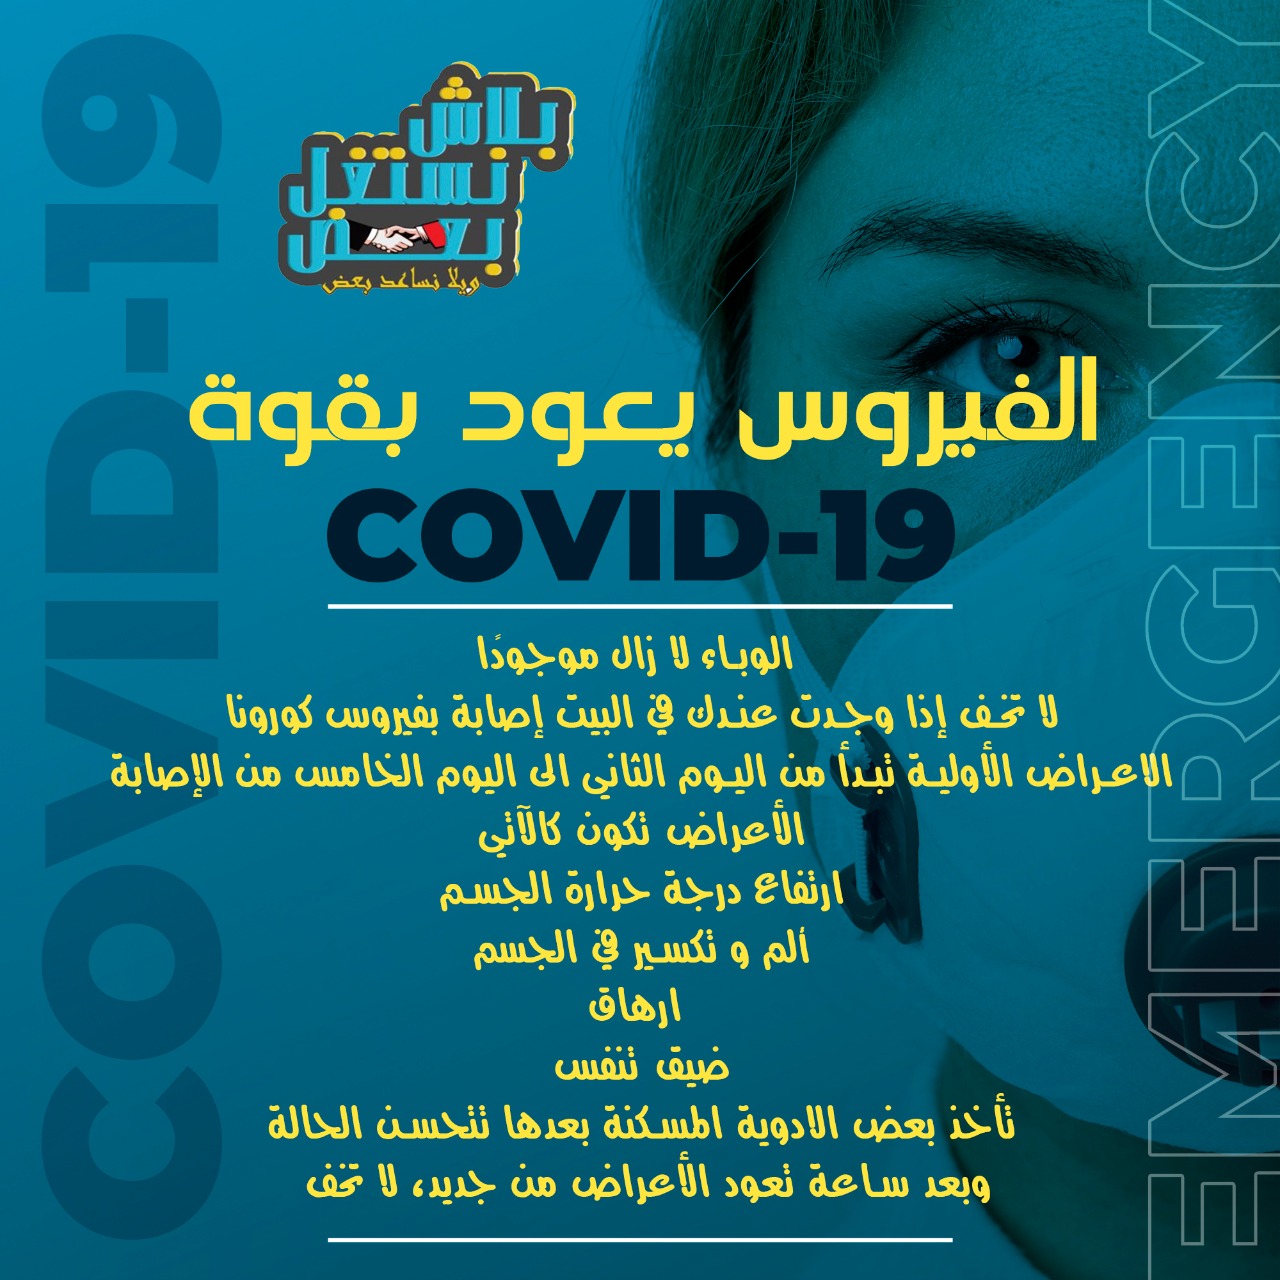 بلاش
نستغل
بعض
ويلا نساعد بعض
الفيروس يعود بقوة
COVID-19
الوباء لا زال موجودًا
لا تخف إذا وجدت عندك في البيت إصابة بفيروس كورونا
الاعراض الأولية تبدأ من اليوم الثاني الى اليوم الخامس من الإصابة
الأعراض تكون كالآتي
ارتفاع درجة حرارة الجسم
ألم و تكسير في الجسم
ارهاق
ضيق تنفس
تأخذ بعض الادوية المسكنة بعدها تتحسن الحالة
وبعد ساعة تعود الأعراض من جديد، لا تخف
COVID-19
EMERGENCY